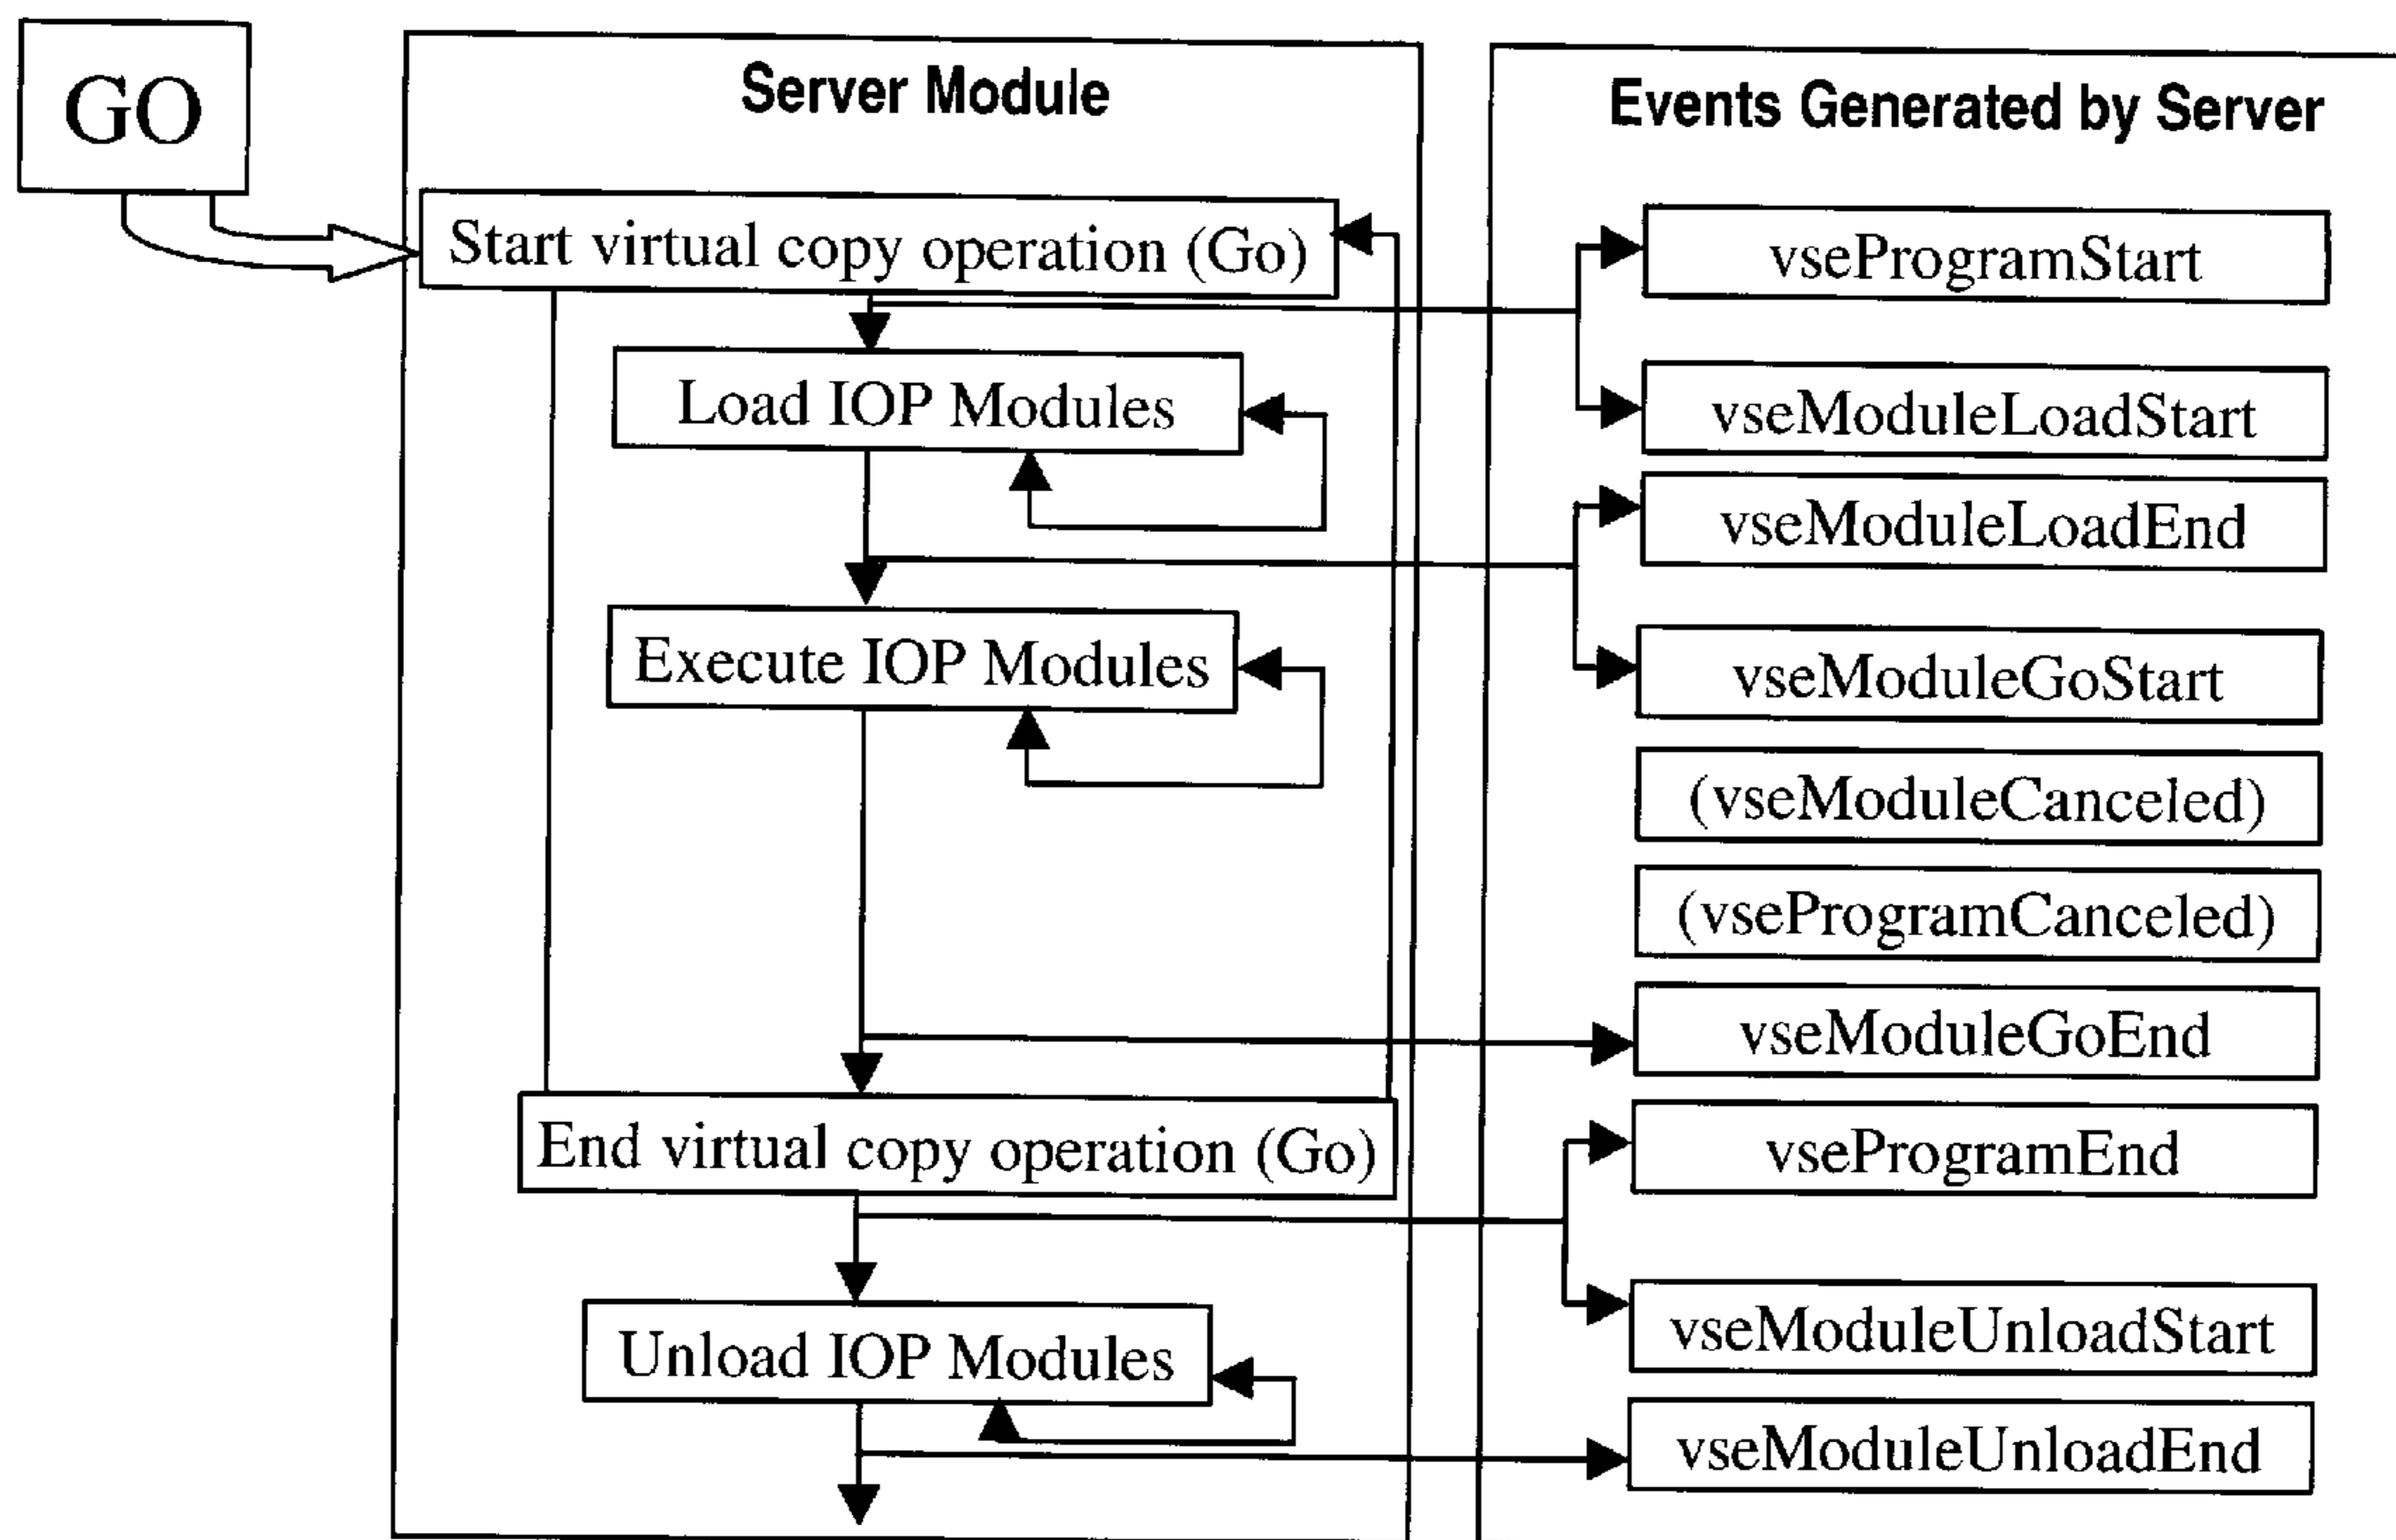 GO
Server Module
Start virtual copy operation (Go)
Load IOP Modules
Execute IOP Modules
End virtual copy operation (Go)
Unload IOP Modules
Events Generated by Server
vseProgramStart
vseModuleLoadStart
vseModuleLoadEnd
vseModuleGoStart
(vseModuleCanceled)
(vseProgramCanceled)
vseModuleGoEnd
vseProgramEnd
vseModuleUnloadStart
vseModuleUnloadEnd